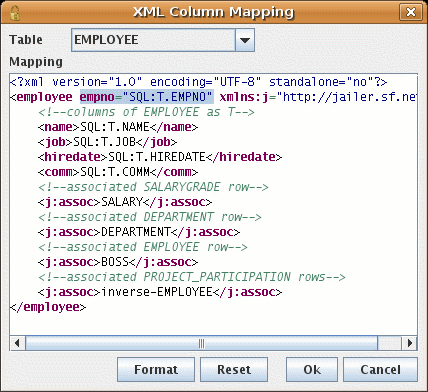 XML Column Mapping
Table EMPLOYEE
Mapping
<?xml version="1.0" encoding="UTF-8" standalone="no"?>
<employee empno="SQL:T.EMPNO" xmlns:j="http://jailer.sf.net
<!--columns of EMPLOYEE as T-->
<name>SQL:T.NAME</name>
<job>SQL:T.JOB</job>
<hiredate>SQL:T.HIREDATE</hiredate>
<comm>SQL:T.COMM</comm>
<!--associated SALARYGRADE row-->
<j:assoc>SALARY</j:assoc>
<!--associated DEPARTMENT row-->
<j:assoc>DEPARTMENT</j:assoc>
<!--associated EMPLOYEE row-->
<j:assoc>BOSS</j:assoc>
<!--associated PROJECT_PARTICIPATION rows-->
<j:assoc>inverse-EMPLOYEE</j:assoc>
</employee>
Format Reset Ok Cancel